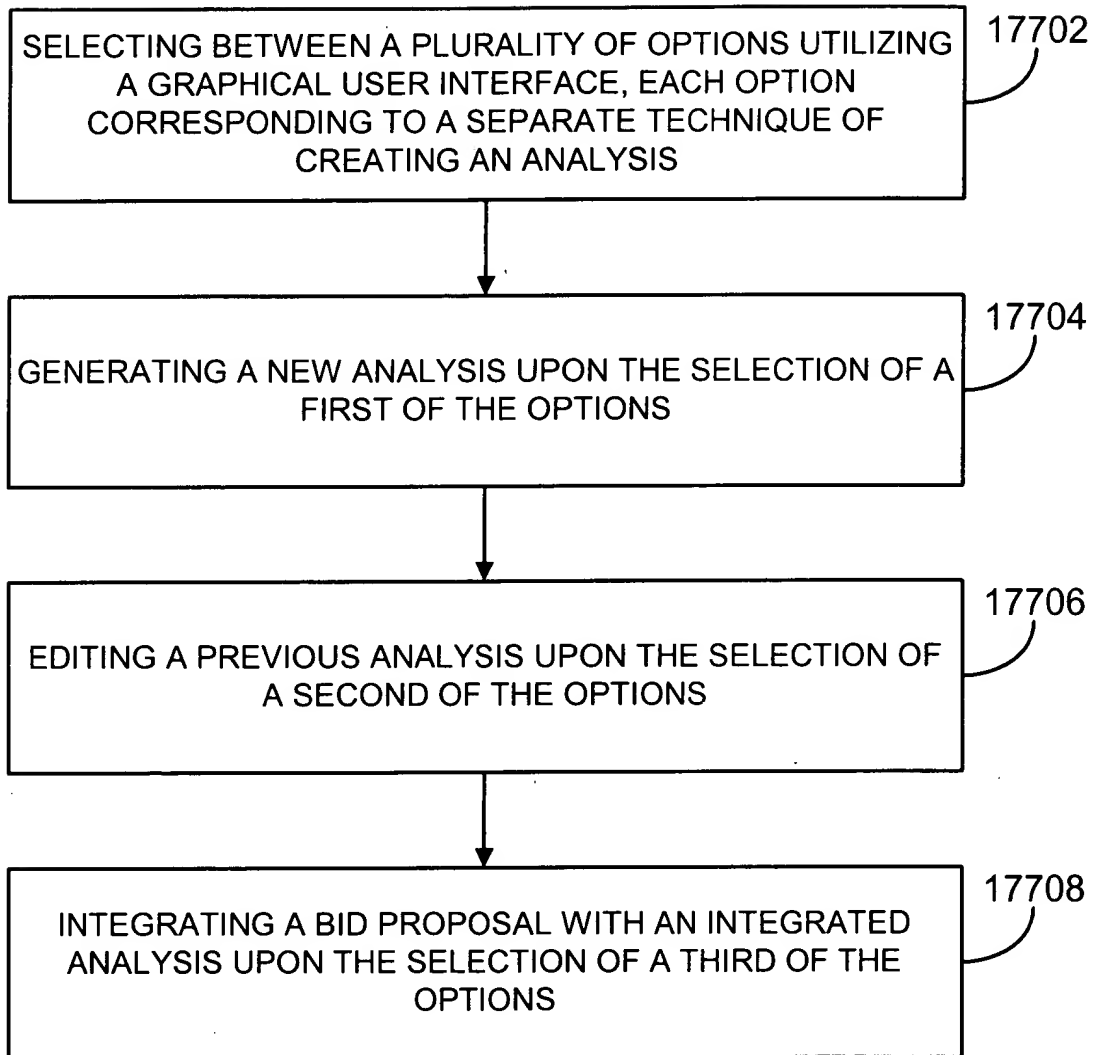 SELECTING BETWEEN A PLURALITY OF OPTIONS UTILIZING
A GRAPHICAL USER INTERFACE, EACH OPTION
CORRESPONDING TO A SEPARATE TECHNIQUE OF
CREATING AN ANALYSIS
17702
GENERATING A NEW ANALYSIS UPON THE SELECTION OF A
FIRST OF THE OPTIONS
17704
EDITING A PREVIOUS ANALYSIS UPON THE SELECTION OF
A SECOND OF THE OPTIONS
17706
INTEGRATING A BID PROPOSAL WITH AN INTEGRATED
ANALYSIS UPON THE SELECTION OF A THIRD OF THE
OPTIONS
17708